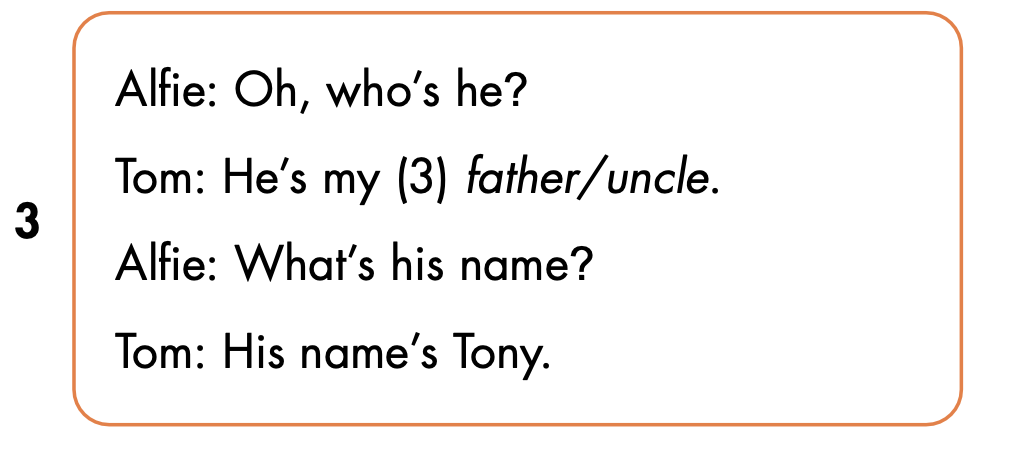 Alfie: Oh, who's he?
Tom: He's my (3) father/uncle.
3
Alfie: What's his name?
Tom: His name's Tony.